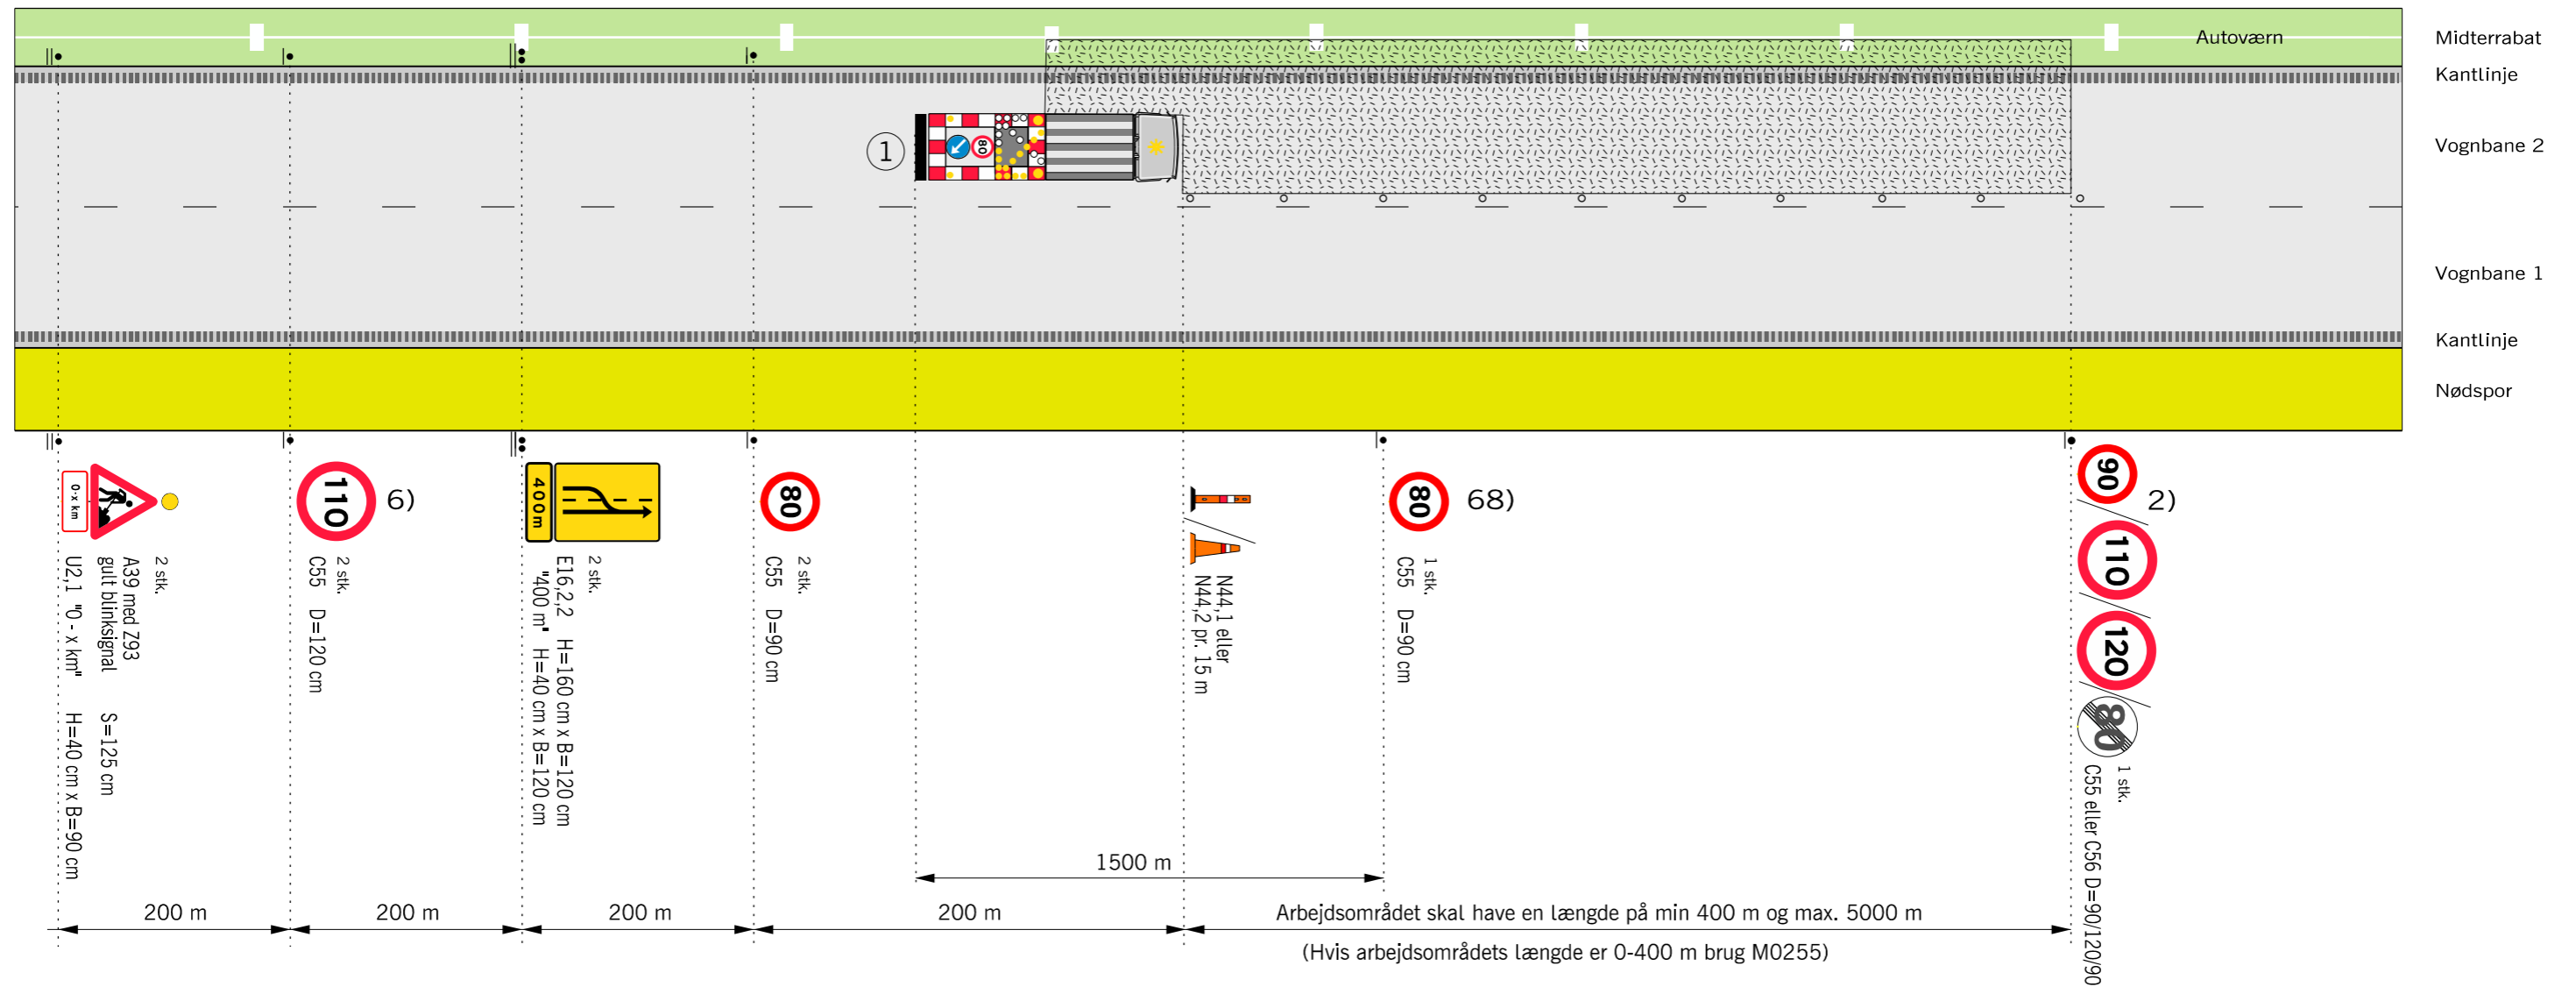 Autoværn
Midterrabat
Kantlinje
Vognbane 2
Vognbane 1
Kantlinje
Nødspor
1
80
0-x km
2 stk.
A39 med Z93
gult blinksignal S=125 cm
U2,1 "0 - x km" H=40 cm x B=90 cm
110
6)
2 stk.
C55 D=120 cm
400m
2 stk.
E16,2,2 H=160 cm x B=120 cm
"400 m" H=40 cm x B=120 cm
80
2 stk.
C55 D=90 cm
N44,1 eller
N44,2 pr. 15 m
80
68)
1 stk.
C55 D=90 cm
90
2)
110
120
80
1 stk.
C55 eller C56 D=90/120/90
1500 m
200 m
200 m
200 m
200 m
Arbejdsområdet skal have en længde på min 400 m og max. 5000 m
(Hvis arbejdsområdets længde er 0-400 m brug M0255)